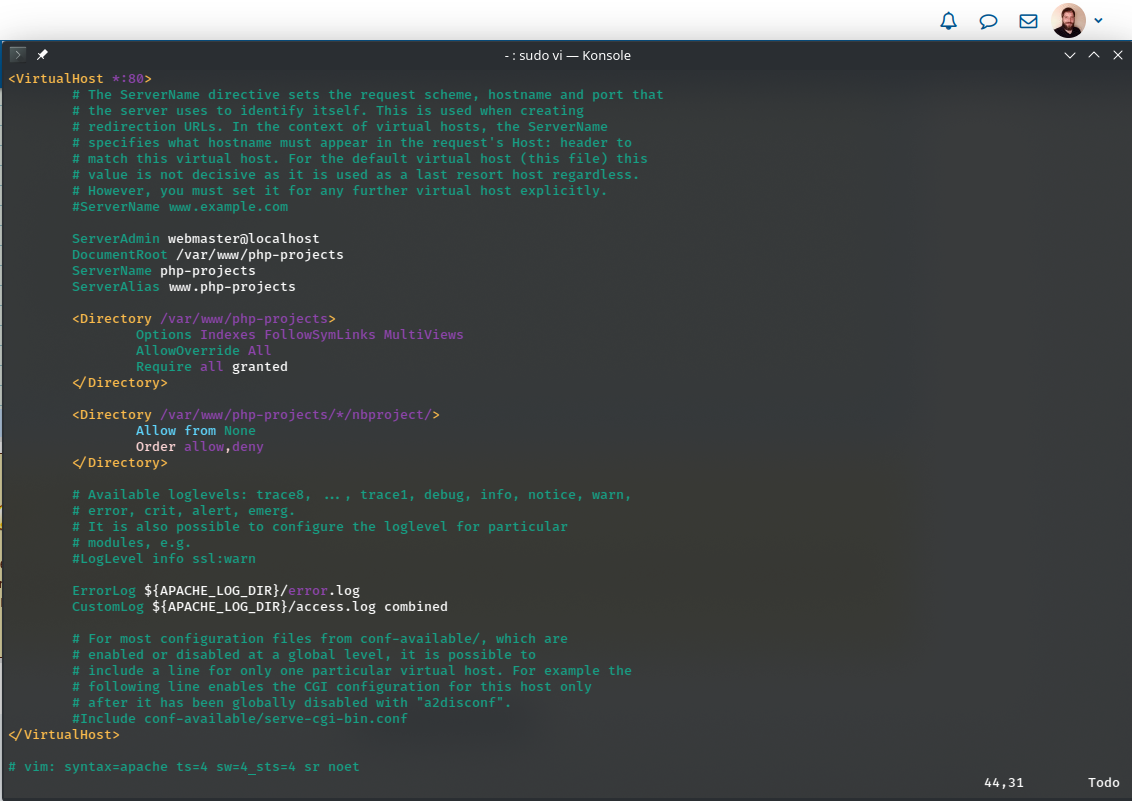 - : sudo vi — Konsole
<VirtualHost *:80>
        # The ServerName directive sets the request scheme, hostname and port that
        # the server uses to identify itself. This is used when creating
        # redirection URLs. In the context of virtual hosts, the ServerName
        # specifies what hostname must appear in the request's Host: header to
        # match this virtual host. For the default virtual host (this file) this
        # value is not decisive as it is used as a last resort host regardless.
        # However, you must set it for any further virtual host explicitly.
        #ServerName www.example.com

        ServerAdmin webmaster@localhost
        DocumentRoot /var/www/php-projects
        ServerName php-projects
        ServerAlias www.php-projects

        <Directory /var/www/php-projects>
                Options Indexes FollowSymLinks MultiViews
                AllowOverride All
                Require all granted
        </Directory>

        <Directory /var/www/php-projects/*/nbproject/>
                Allow from None
                Order allow,deny
        </Directory>

        # Available loglevels: trace8, ..., trace1, debug, info, notice, warn,
        # error, crit, alert, emerg.
        # It is also possible to configure the loglevel for particular
        # modules, e.g.
        #LogLevel info ssl:warn

        ErrorLog ${APACHE_LOG_DIR}/error.log
        CustomLog ${APACHE_LOG_DIR}/access.log combined

        # For most configuration files from conf-available/, which are
        # enabled or disabled at a global level, it is possible to
        # include a line for only one particular virtual host. For example the
        # following line enables the CGI configuration for this host only
        # after it has been globally disabled with "a2disconf".
        #Include conf-available/serve-cgi-bin.conf
</VirtualHost>

# vim: syntax=apache ts=4 sw=4 sts=4 sr noet
44,31 Todo